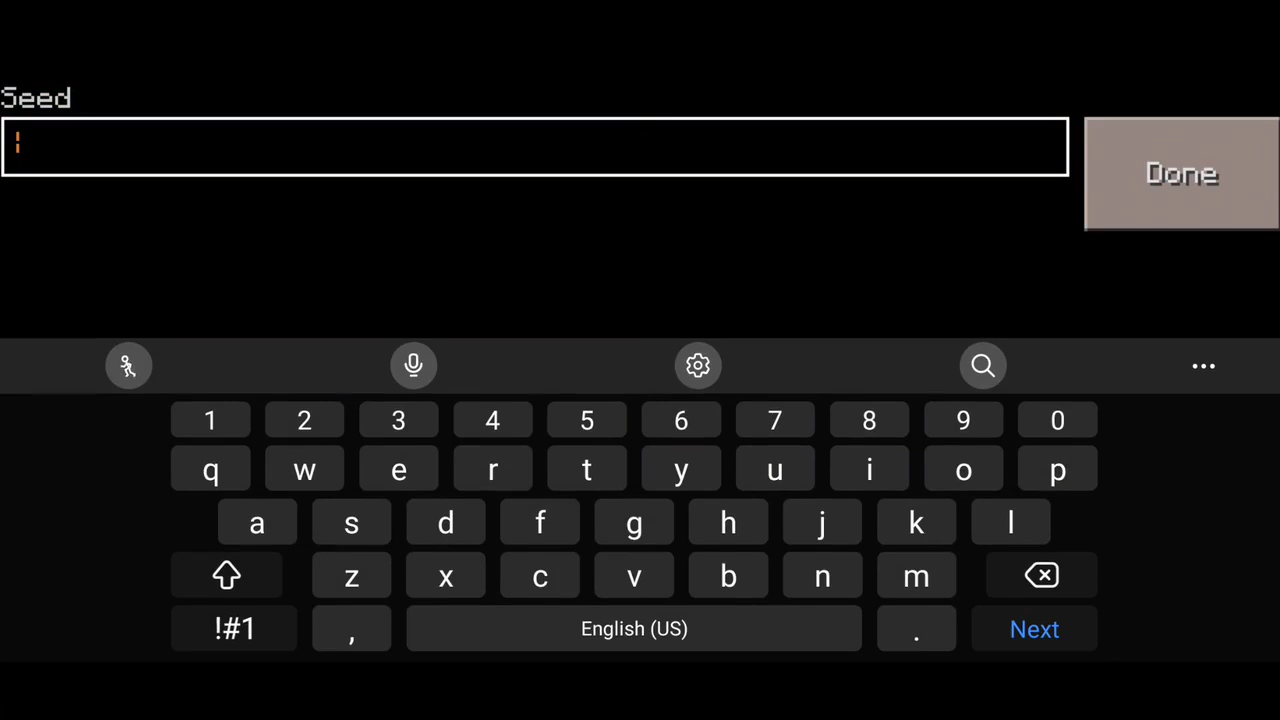 Seed
Done
1 2 3 4 5 6 7 8 9 0
q w e r t y u i o p
a s d f g h j k l
z x c v b n m
!#1 , English (US) . Next